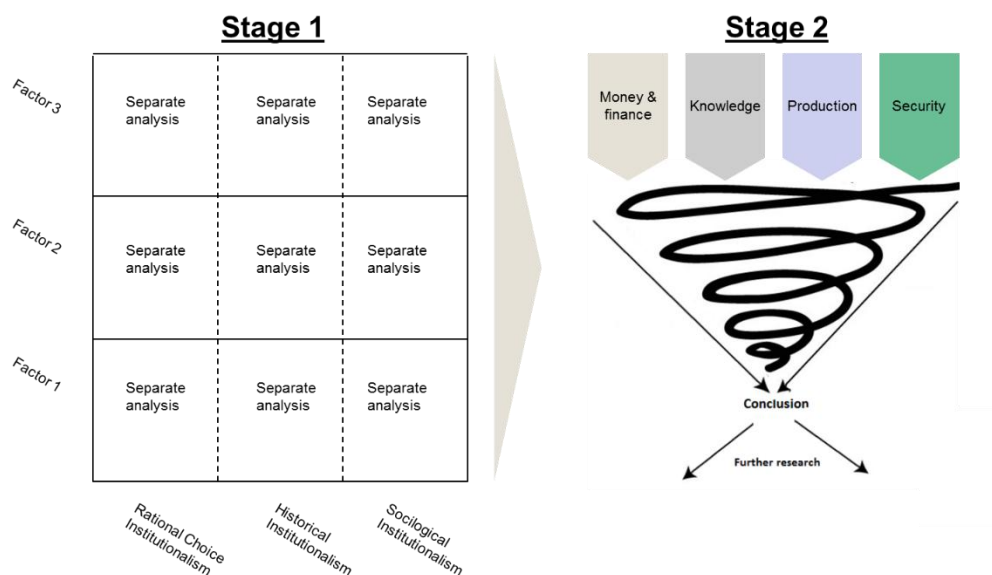 Stage 1
Factor 3
Separate
analysis
Separate
analysis
Separate
analysis
Factor 2
Separate
analysis
Separate
analysis
Separate
analysis
Factor 1
Separate
analysis
Separate
analysis
Separate
analysis
Rational Choice
Institutionalism
Historical
Institutionalism
Socilogical
Institutionalism
Stage 2
Money &
finance
Knowledge
Production
Security
Conclusion
Further research